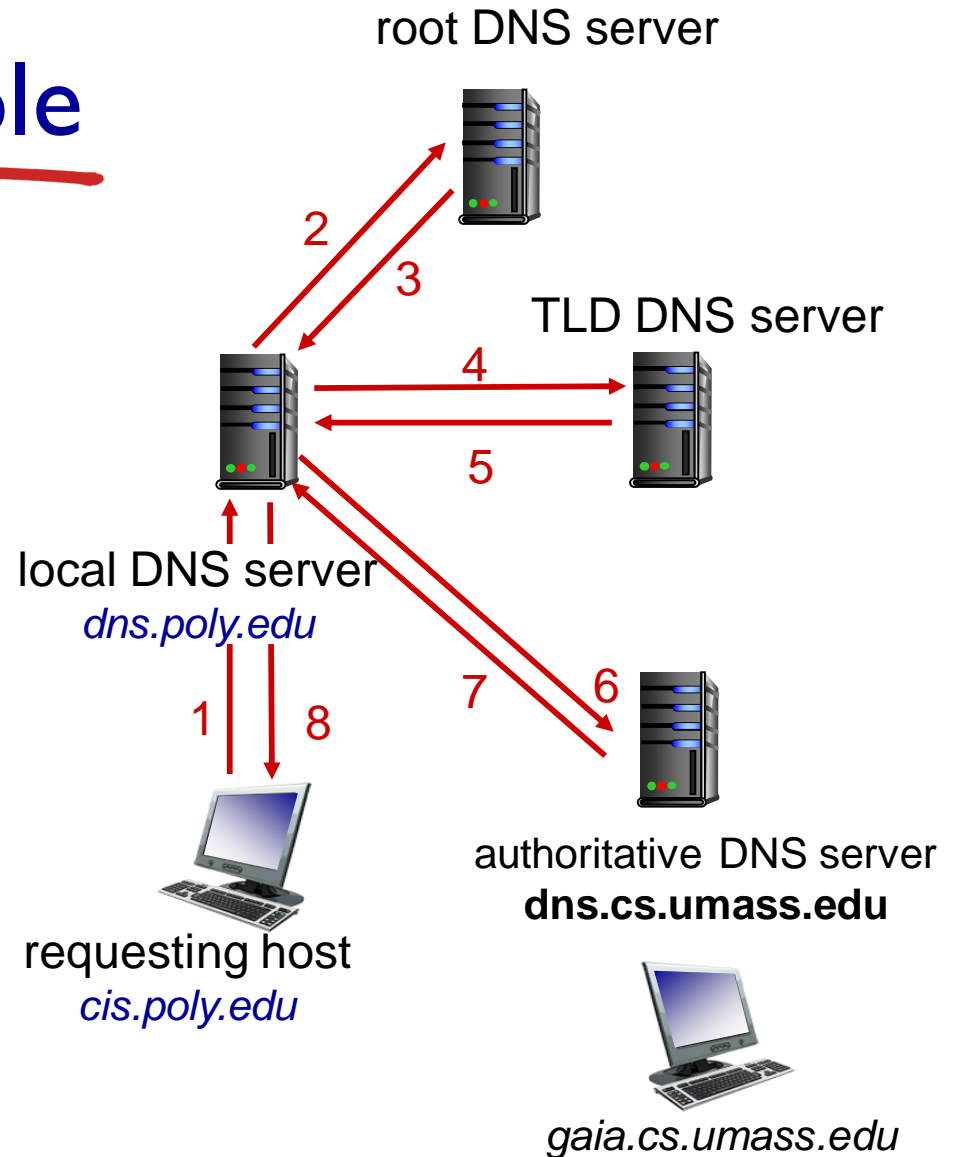 root DNS server
2
3
TLD DNS server
4
5
local DNS server
dns.poly.edu
1
8
7
6
authoritative DNS server
dns.cs.umass.edu
requesting host
cis.poly.edu
gaia.cs.umass.edu